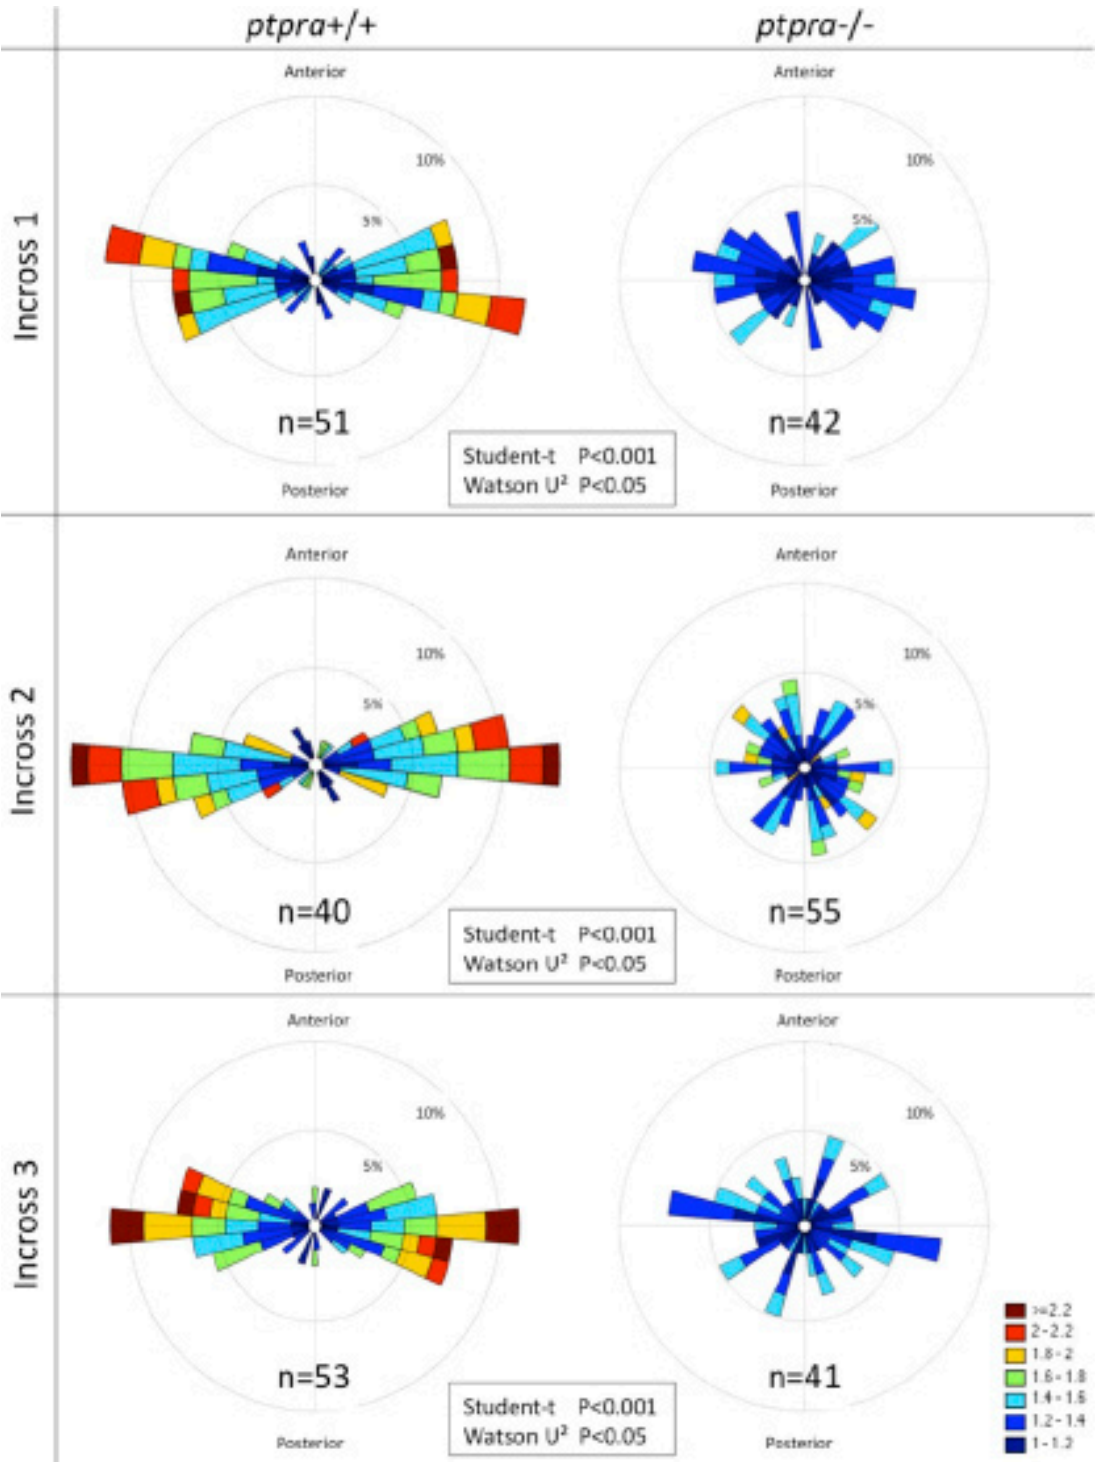 ptpra+/+ ptpra-/-
Incross 1
Anterior Anterior
10% 10%
5% 5%
n=51 n=42
Student-t P<0.001
Watson U² P<0.05
Posterior Posterior
Incross 2
Anterior Anterior
10% 10%
5% 5%
n=40 n=55
Student-t P<0.001
Watson U² P<0.05
Posterior Posterior
Incross 3
Anterior Anterior
10% 10%
5% 5%
n=53 n=41
Student-t P<0.001
Watson U² P<0.05
Posterior Posterior
>=2.2
2-2.2
1.8-2
1.6-1.8
1.4-1.6
1.2-1.4
1-1.2